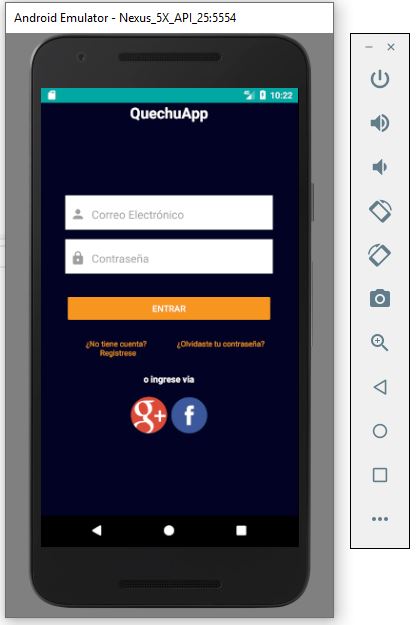 Android Emulator - Nexus_5X_API_25:5554
10:22
QuechuApp
Correo Electrónico
Contraseña
ENTRAR
¿No tiene cuenta?
Registrese
¿Olvidaste tu contraseña?
o ingrese via
g+
f